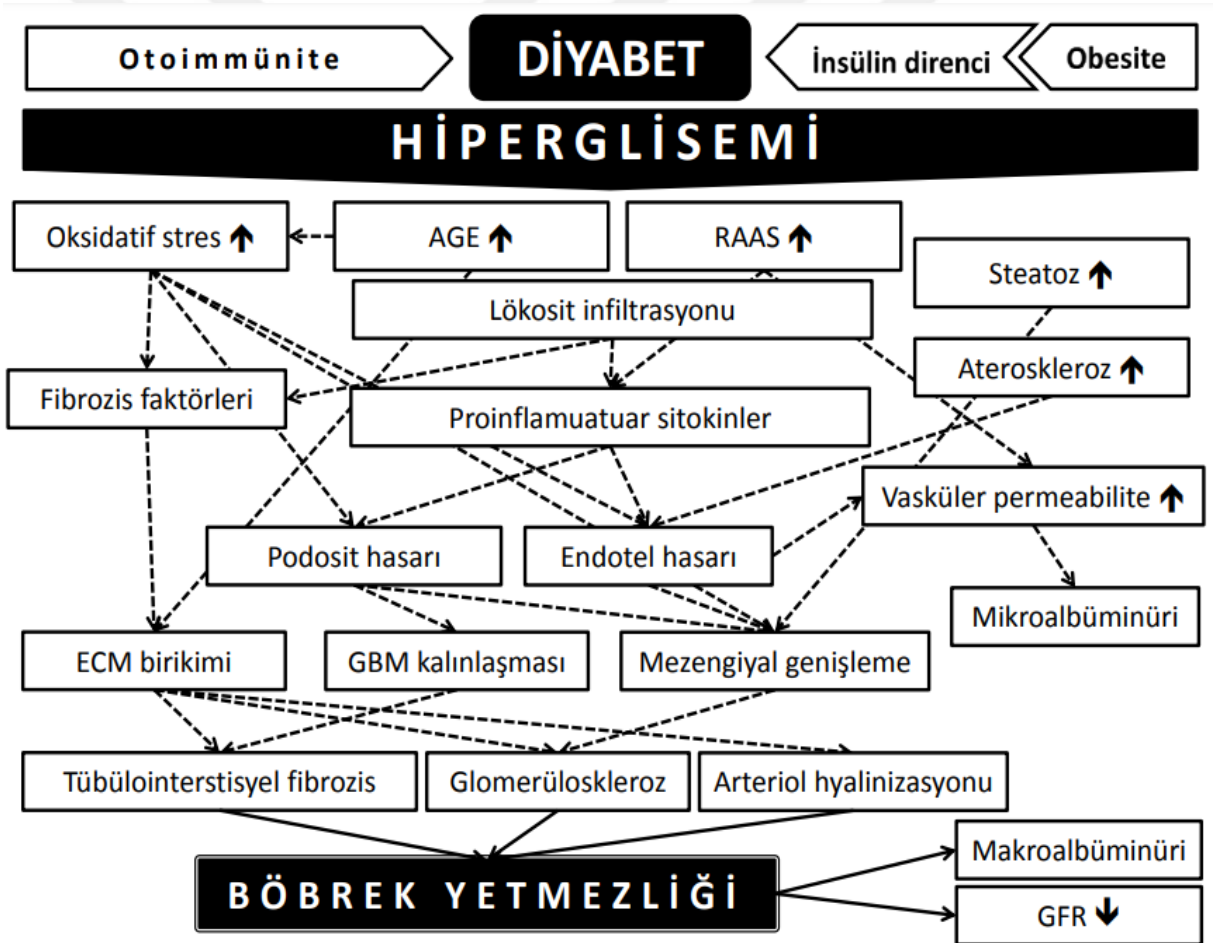 Otoimmünite
DİYABET
İnsülin direnci
Obesite
HİPERGLİSEMİ
Oksidatif stres ↑
AGE ↑
RAAS ↑
Steatoz ↑
Lökosit infiltrasyonu
Ateroskleroz ↑
Fibrozis faktörleri
Proinflamuatuar sitokinler
Vasküler permeabilite ↑
Podosit hasarı
Endotel hasarı
Mikroalbüminüri
ECM birikimi
GBM kalınlaşması
Mezengiyal genişleme
Tübülointerstisyel fibrozis
Glomerüloskleroz
Arteriol hyalinizasyonu
BÖBREK YETMEZLİĞİ
Makroalbüminüri
GFR ↓